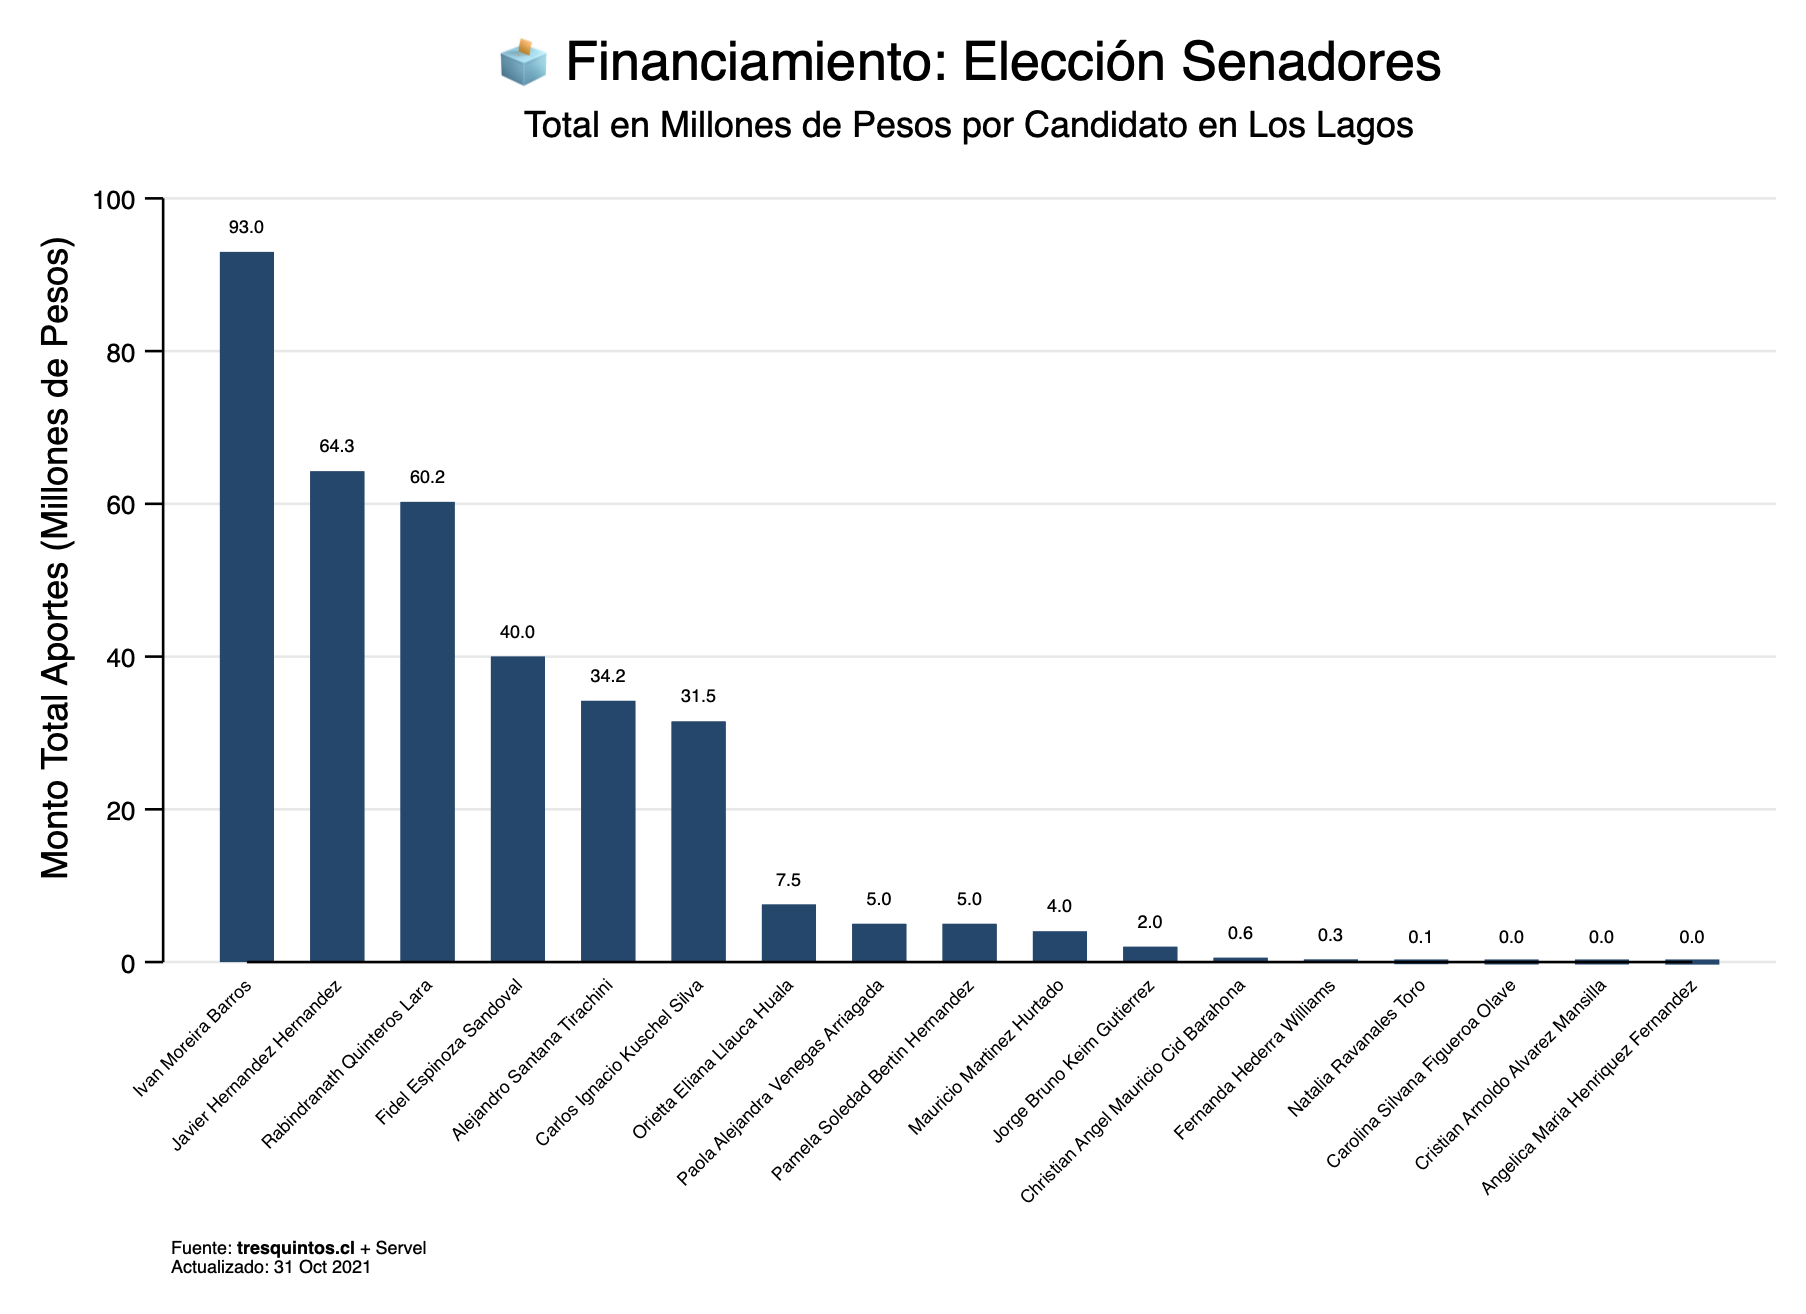 Financiamiento: Elección Senadores
Total en Millones de Pesos por Candidato en Los Lagos
Monto Total Aportes (Millones de Pesos)
100
80
60
40
20
0
93.0
64.3
60.2
40.0
34.2
31.5
7.5
5.0
5.0
4.0
2.0
0.6
0.3
0.1
0.0
0.0
0.0
Ivan Moreira Barros
Javier Hernandez Hernandez
Rabindranath Quinteros Lara
Fidel Espinoza Sandoval
Alejandro Santana Tirachini
Carlos Ignacio Kuschel Silva
Orietta Eliana Llauca Huala
Paola Alejandra Venegas Arriagada
Pamela Soledad Bertin Hernandez
Mauricio Martinez Hurtado
Jorge Bruno Keim Gutierrez
Christian Angel Mauricio Cid Barahona
Fernanda Hederra Williams
Natalia Ravanales Toro
Carolina Silvana Figueroa Olave
Cristian Arnoldo Alvarez Mansilla
Angelica Maria Henriquez Fernandez
Fuente: tresquintos.cl + Servel
Actualizado: 31 Oct 2021